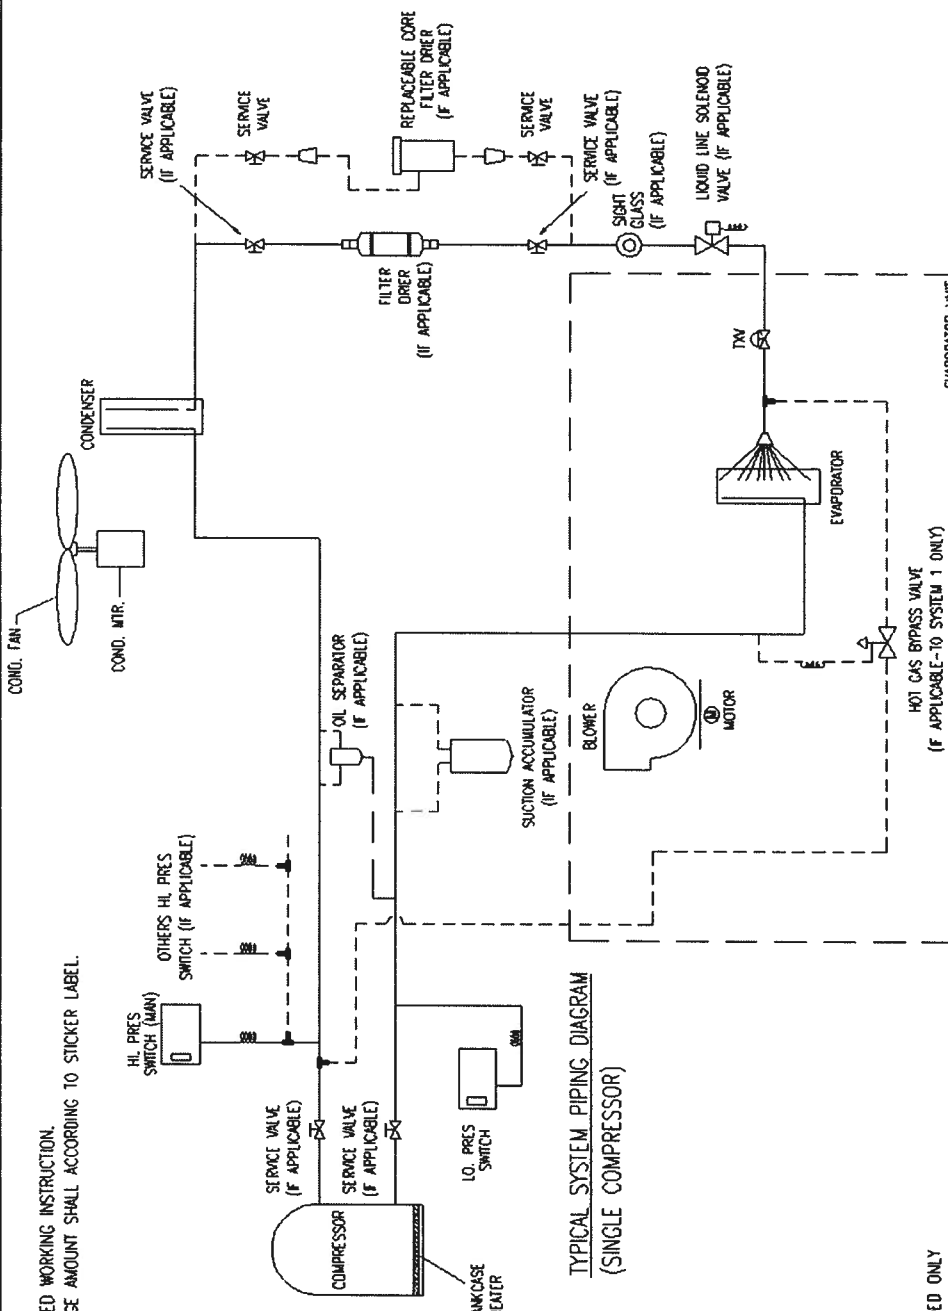 ED WORKING INSTRUCTION.
GE AMOUNT SHALL ACCORDING TO STICKER LABEL.
COND. FAN
COND. MTR.
CONDENSER
SERVICE VALVE
(IF APPLICABLE)
SERVICE
VALVE
REPLACEABLE CORE
FILTER DRIER
(IF APPLICABLE)
SERVICE
VALVE
SERVICE VALVE
(IF APPLICABLE)
FILTER
DRIER
(IF APPLICABLE)
SIGHT
GLASS
(IF APPLICABLE)
LIQUID LINE SOLENOID
VALVE (IF APPLICABLE)
TXV
EVAPORATOR
EVAPORATOR UNIT
HOT GAS BYPASS VALVE
(IF APPLICABLE-TO SYSTEM 1 ONLY)
BLOWER
M
MOTOR
OIL SEPARATOR
(IF APPLICABLE)
SUCTION ACCUMULATOR
(IF APPLICABLE)
OTHERS HI. PRES
SWITCH (IF APPLICABLE)
HI. PRES
SWITCH (MAN)
SERVICE VALVE
(IF APPLICABLE)
SERVICE VALVE
(IF APPLICABLE)
LO. PRES
SWITCH
COMPRESSOR
ANKCASE
EATER
TYPICAL SYSTEM PIPING DIAGRAM
(SINGLE COMPRESSOR)
ED ONLY